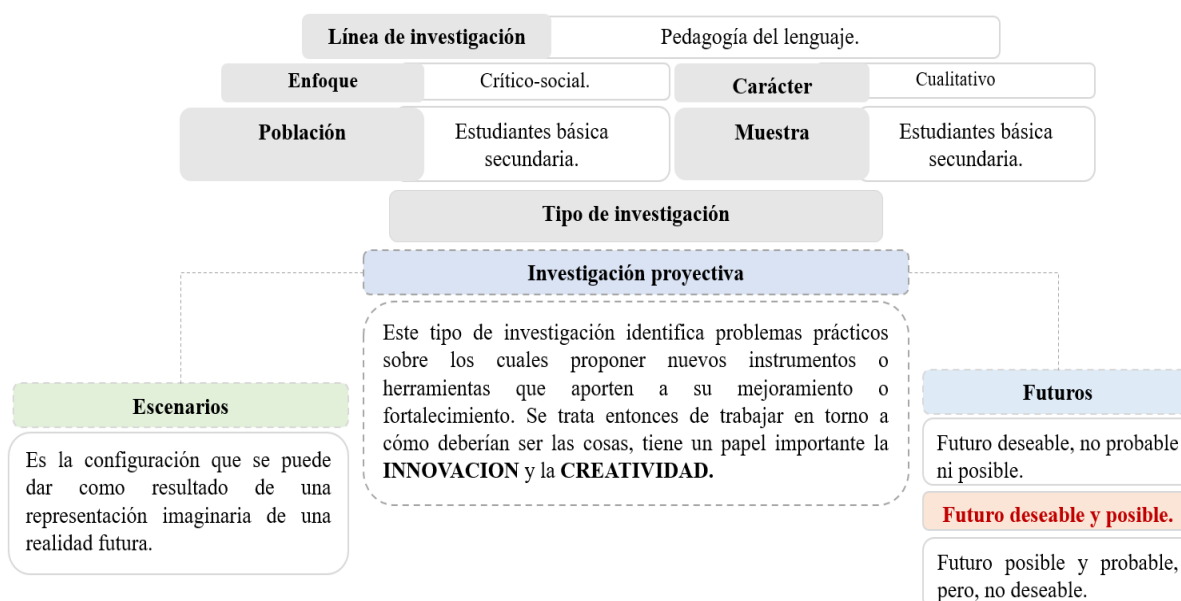 Línea de investigación
Pedagogía del lenguaje.
Enfoque
Crítico-social.
Carácter
Cualitativo
Población
Estudiantes básica
secundaria.
Muestra
Estudiantes básica
secundaria.
Tipo de investigación
Investigación proyectiva
Este tipo de investigación identifica problemas prácticos
sobre los cuales proponer nuevos instrumentos o
herramientas que aporten a su mejoramiento o
fortalecimiento. Se trata entonces de trabajar en torno a
cómo deberían ser las cosas, tiene un papel importante la
INNOVACION y la CREATIVIDAD.
Escenarios
Es la configuración que se puede
dar como resultado de una
representación imaginaria de una
realidad futura.
Futuros
Futuro deseable, no probable
ni posible.
Futuro deseable y posible.
Futuro posible y probable,
pero, no deseable.